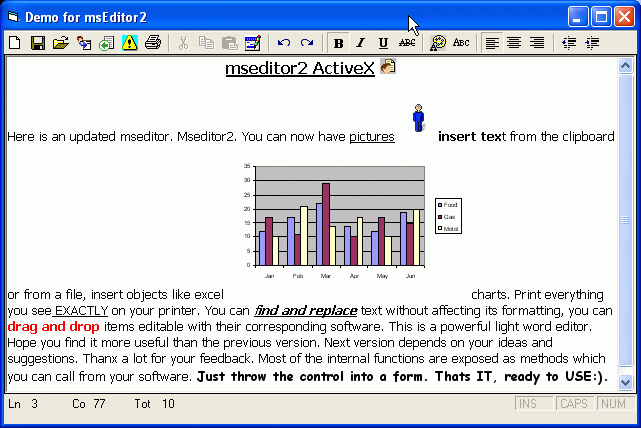 Demo for msEditor2
B I U ABC ABC
mseditor2 ActiveX
Here is an updated mseditor. Mseditor2. You can now have pictures insert text from the clipboard
35
30
25
20
15
10
5
0
Jan Feb Mar Apr May Jun
Food
Gas
Motel
or from a file, insert objects like excel charts. Print everything
you see EXACTLY on your printer. You can find and replace text without affecting its formatting, you can
drag and drop items editable with their corresponding software. This is a powerful light word editor.
Hope you find it more useful than the previous version. Next version depends on your ideas and
suggestions. Thanx a lot for your feedback. Most of the internal functions are exposed as methods which
you can call from your software. Just throw the control into a form. Thats IT, ready to USE:).
Ln 3 Co 77 Tot 10 INS CAPS NUM